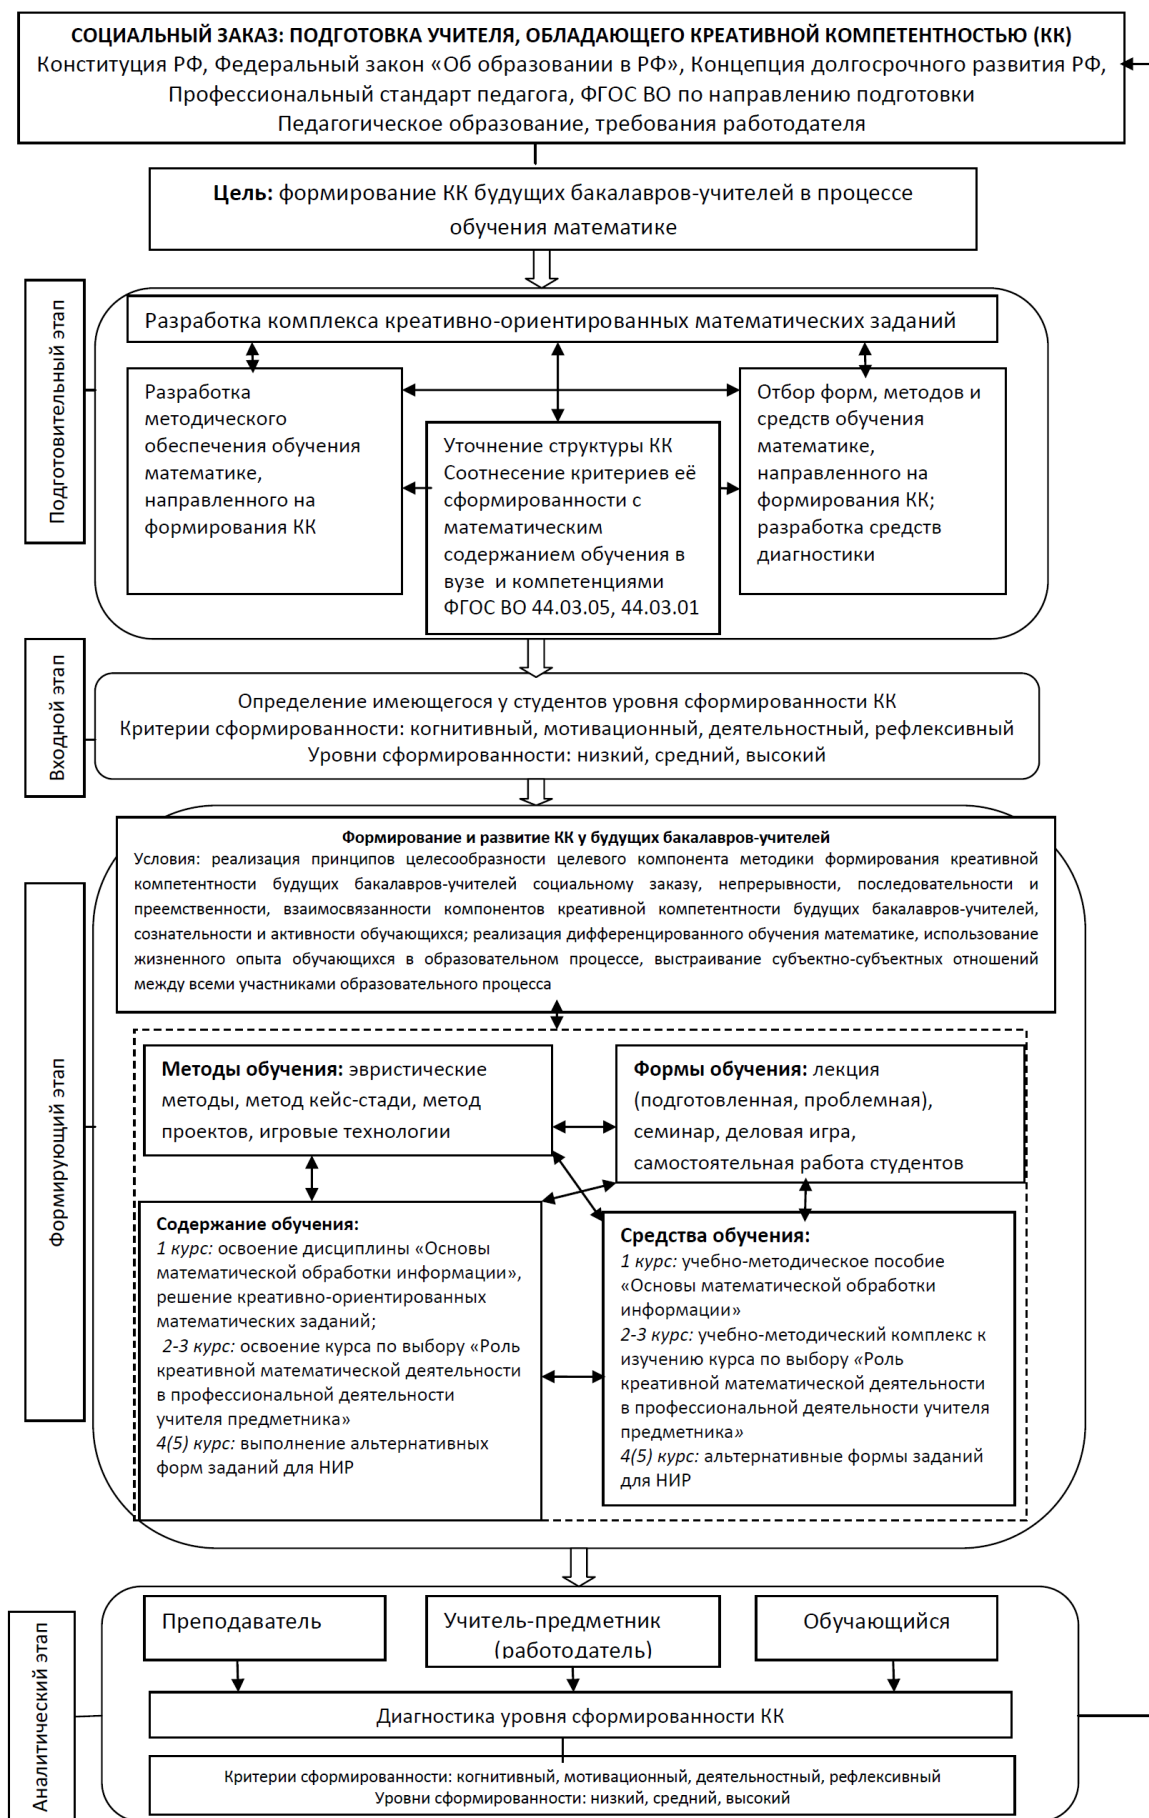 СОЦИАЛЬНЫЙ ЗАКАЗ: ПОДГОТОВКА УЧИТЕЛЯ, ОБЛАДАЮЩЕГО КРЕАТИВНОЙ КОМПЕТЕНТНОСТЬЮ (КК)
Конституция РФ, Федеральный закон «Об образовании в РФ», Концепция долгосрочного развития РФ,
Профессиональный стандарт педагога, ФГОС ВО по направлению подготовки
Педагогическое образование, требования работодателя
Цель: формирование КК будущих бакалавров-учителей в процессе
обучения математике
Подготовительный этап
Разработка комплекса креативно-ориентированных математических заданий
Разработка
методического
обеспечения обучения
математике,
направленного на
формирования КК
Уточнение структуры КК
Соотнесение критериев её
сформированности с
математическим
содержанием обучения в
вузе и компетенциями
ФГОС ВО 44.03.05, 44.03.01
Отбор форм, методов и
средств обучения
математике,
направленного на
формирования КК;
разработка средств
диагностики
Входной этап
Определение имеющегося у студентов уровня сформированности КК
Критерии сформированности: когнитивный, мотивационный, деятельностный, рефлексивный
Уровни сформированности: низкий, средний, высокий
Формирующий этап
Формирование и развитие КК у будущих бакалавров-учителей
Условия: реализация принципов целесообразности целевого компонента методики формирования креативной
компетентности будущих бакалавров-учителей социальному заказу, непрерывности, последовательности и
преемственности, взаимосвязанности компонентов креативной компетентности будущих бакалавров-учителей,
сознательности и активности обучающихся; реализация дифференцированного обучения математике, использование
жизненного опыта обучающихся в образовательном процессе, выстраивание субъектно-субъектных отношений
между всеми участниками образовательного процесса
Методы обучения: эвристические
методы, метод кейс-стади, метод
проектов, игровые технологии
Формы обучения: лекция
(подготовленная, проблемная),
семинар, деловая игра,
самостоятельная работа студентов
Содержание обучения:
1 курс: освоение дисциплины «Основы
математической обработки информации»,
решение креативно-ориентированных
математических заданий;
2-3 курс: освоение курса по выбору «Роль
креативной математической деятельности
в профессиональной деятельности
учителя предметника»
4(5) курс: выполнение альтернативных
форм заданий для НИР
Средства обучения:
1 курс: учебно-методическое пособие
«Основы математической обработки
информации»
2-3 курс: учебно-методический комплекс к
изучению курса по выбору «Роль
креативной математической деятельности
в профессиональной деятельности учителя
предметника»
4(5) курс: альтернативные формы заданий
для НИР
Аналитический этап
Преподаватель
Учитель-предметник
(работодатель)
Обучающийся
Диагностика уровня сформированности КК
Критерии сформированности: когнитивный, мотивационный, деятельностный, рефлексивный
Уровни сформированности: низкий, средний, высокий